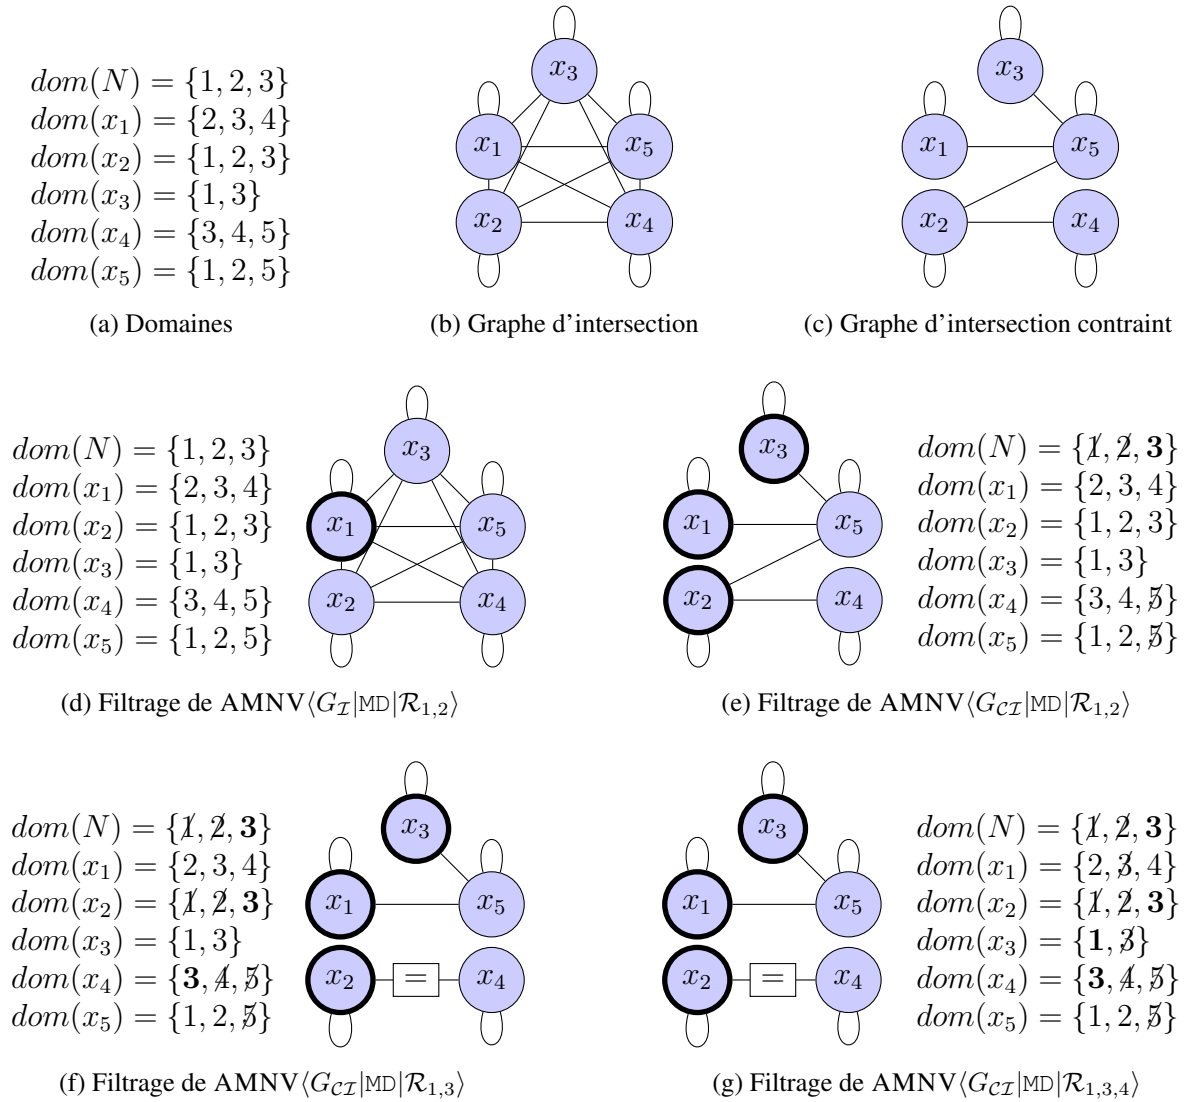 dom(N) = {1, 2, 3}
dom(x₁) = {2, 3, 4}
dom(x₂) = {1, 2, 3}
dom(x₃) = {1, 3}
dom(x₄) = {3, 4, 5}
dom(x₅) = {1, 2, 5}
(a) Domaines
x₃
x₁ x₅
x₂ x₄
(b) Graphe d'intersection
x₃
x₁ x₅
x₂ x₄
(c) Graphe d'intersection contraint
dom(N) = {1, 2, 3}
dom(x₁) = {2, 3, 4}
dom(x₂) = {1, 2, 3}
dom(x₃) = {1, 3}
dom(x₄) = {3, 4, 5}
dom(x₅) = {1, 2, 5}
x₃
x₁ x₅
x₂ x₄
(d) Filtrage de AMNV⟨G_ℐ|MD|ℛ₁,₂⟩
x₃
x₁ x₅
x₂ x₄
dom(N) = {1̸, 2̸, 3}
dom(x₁) = {2, 3, 4}
dom(x₂) = {1, 2, 3}
dom(x₃) = {1, 3}
dom(x₄) = {3, 4, 5̸}
dom(x₅) = {1, 2, 5̸}
(e) Filtrage de AMNV⟨G_𝒞ℐ|MD|ℛ₁,₂⟩
dom(N) = {1̸, 2̸, 3}
dom(x₁) = {2, 3, 4}
dom(x₂) = {1̸, 2̸, 3}
dom(x₃) = {1, 3}
dom(x₄) = {3, 4̸, 5̸}
dom(x₅) = {1, 2, 5̸}
x₃
x₁ x₅
x₂ = x₄
(f) Filtrage de AMNV⟨G_𝒞ℐ|MD|ℛ₁,₃⟩
x₃
x₁ x₅
x₂ = x₄
dom(N) = {1̸, 2̸, 3}
dom(x₁) = {2, 3̸, 4}
dom(x₂) = {1̸, 2̸, 3}
dom(x₃) = {1, 3̸}
dom(x₄) = {3, 4̸, 5̸}
dom(x₅) = {1, 2, 5̸}
(g) Filtrage de AMNV⟨G_𝒞ℐ|MD|ℛ₁,₃,₄⟩